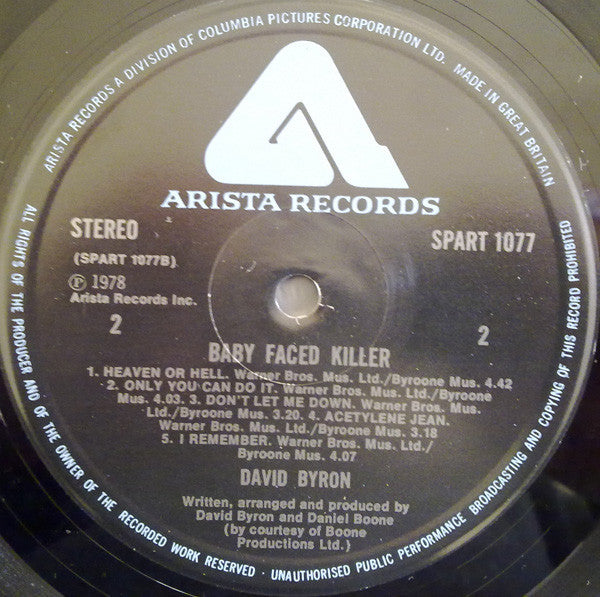 ARISTA RECORDS A DIVISION OF COLUMBIA PICTURES CORPORATION LTD. MADE IN GREAT BRITAIN
ARISTA RECORDS
STEREO
SPART 1077
(SPART 1077B)
Ⓟ 1978
Arista Records Inc.
2
2
BABY FACED KILLER
1. HEAVEN OR HELL. Warner Bros. Mus. Ltd./Byroone Mus. 4.42
2. ONLY YOU CAN DO IT. Warner Bros. Mus. Ltd./Byroone
Mus. 4.03. 3. DON'T LET ME DOWN. Warner Bros. Mus.
Ltd./Byroone Mus. 3.20. 4. ACETYLENE JEAN.
Warner Bros. Mus. Ltd./Byroone Mus. 3.18
5. I REMEMBER. Warner Bros. Mus. Ltd./
Byroone Mus. 4.07
DAVID BYRON
Written, arranged and produced by
David Byron and Daniel Boone
(by courtesy of Boone
Productions Ltd.)
ALL RIGHTS OF THE PRODUCER AND OF THE OWNER OF THE RECORDED WORK RESERVED · UNAUTHORISED PUBLIC PERFORMANCE BROADCASTING AND COPYING OF THIS RECORD PROHIBITED